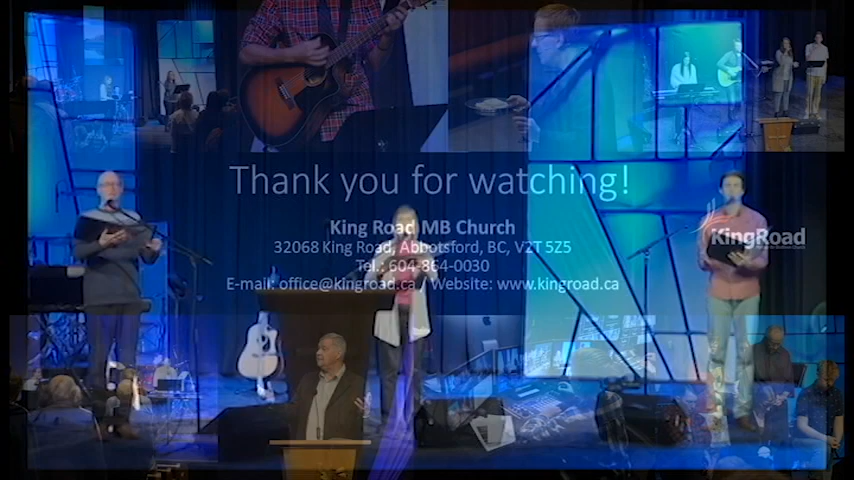 Thank you for watching!
King Road MB Church
32068 King Road, Abbotsford, BC, V2T 5Z5
Tel.: 604-864-0030
E-mail: office@kingroad.ca / Website: www.kingroad.ca
KingRoad